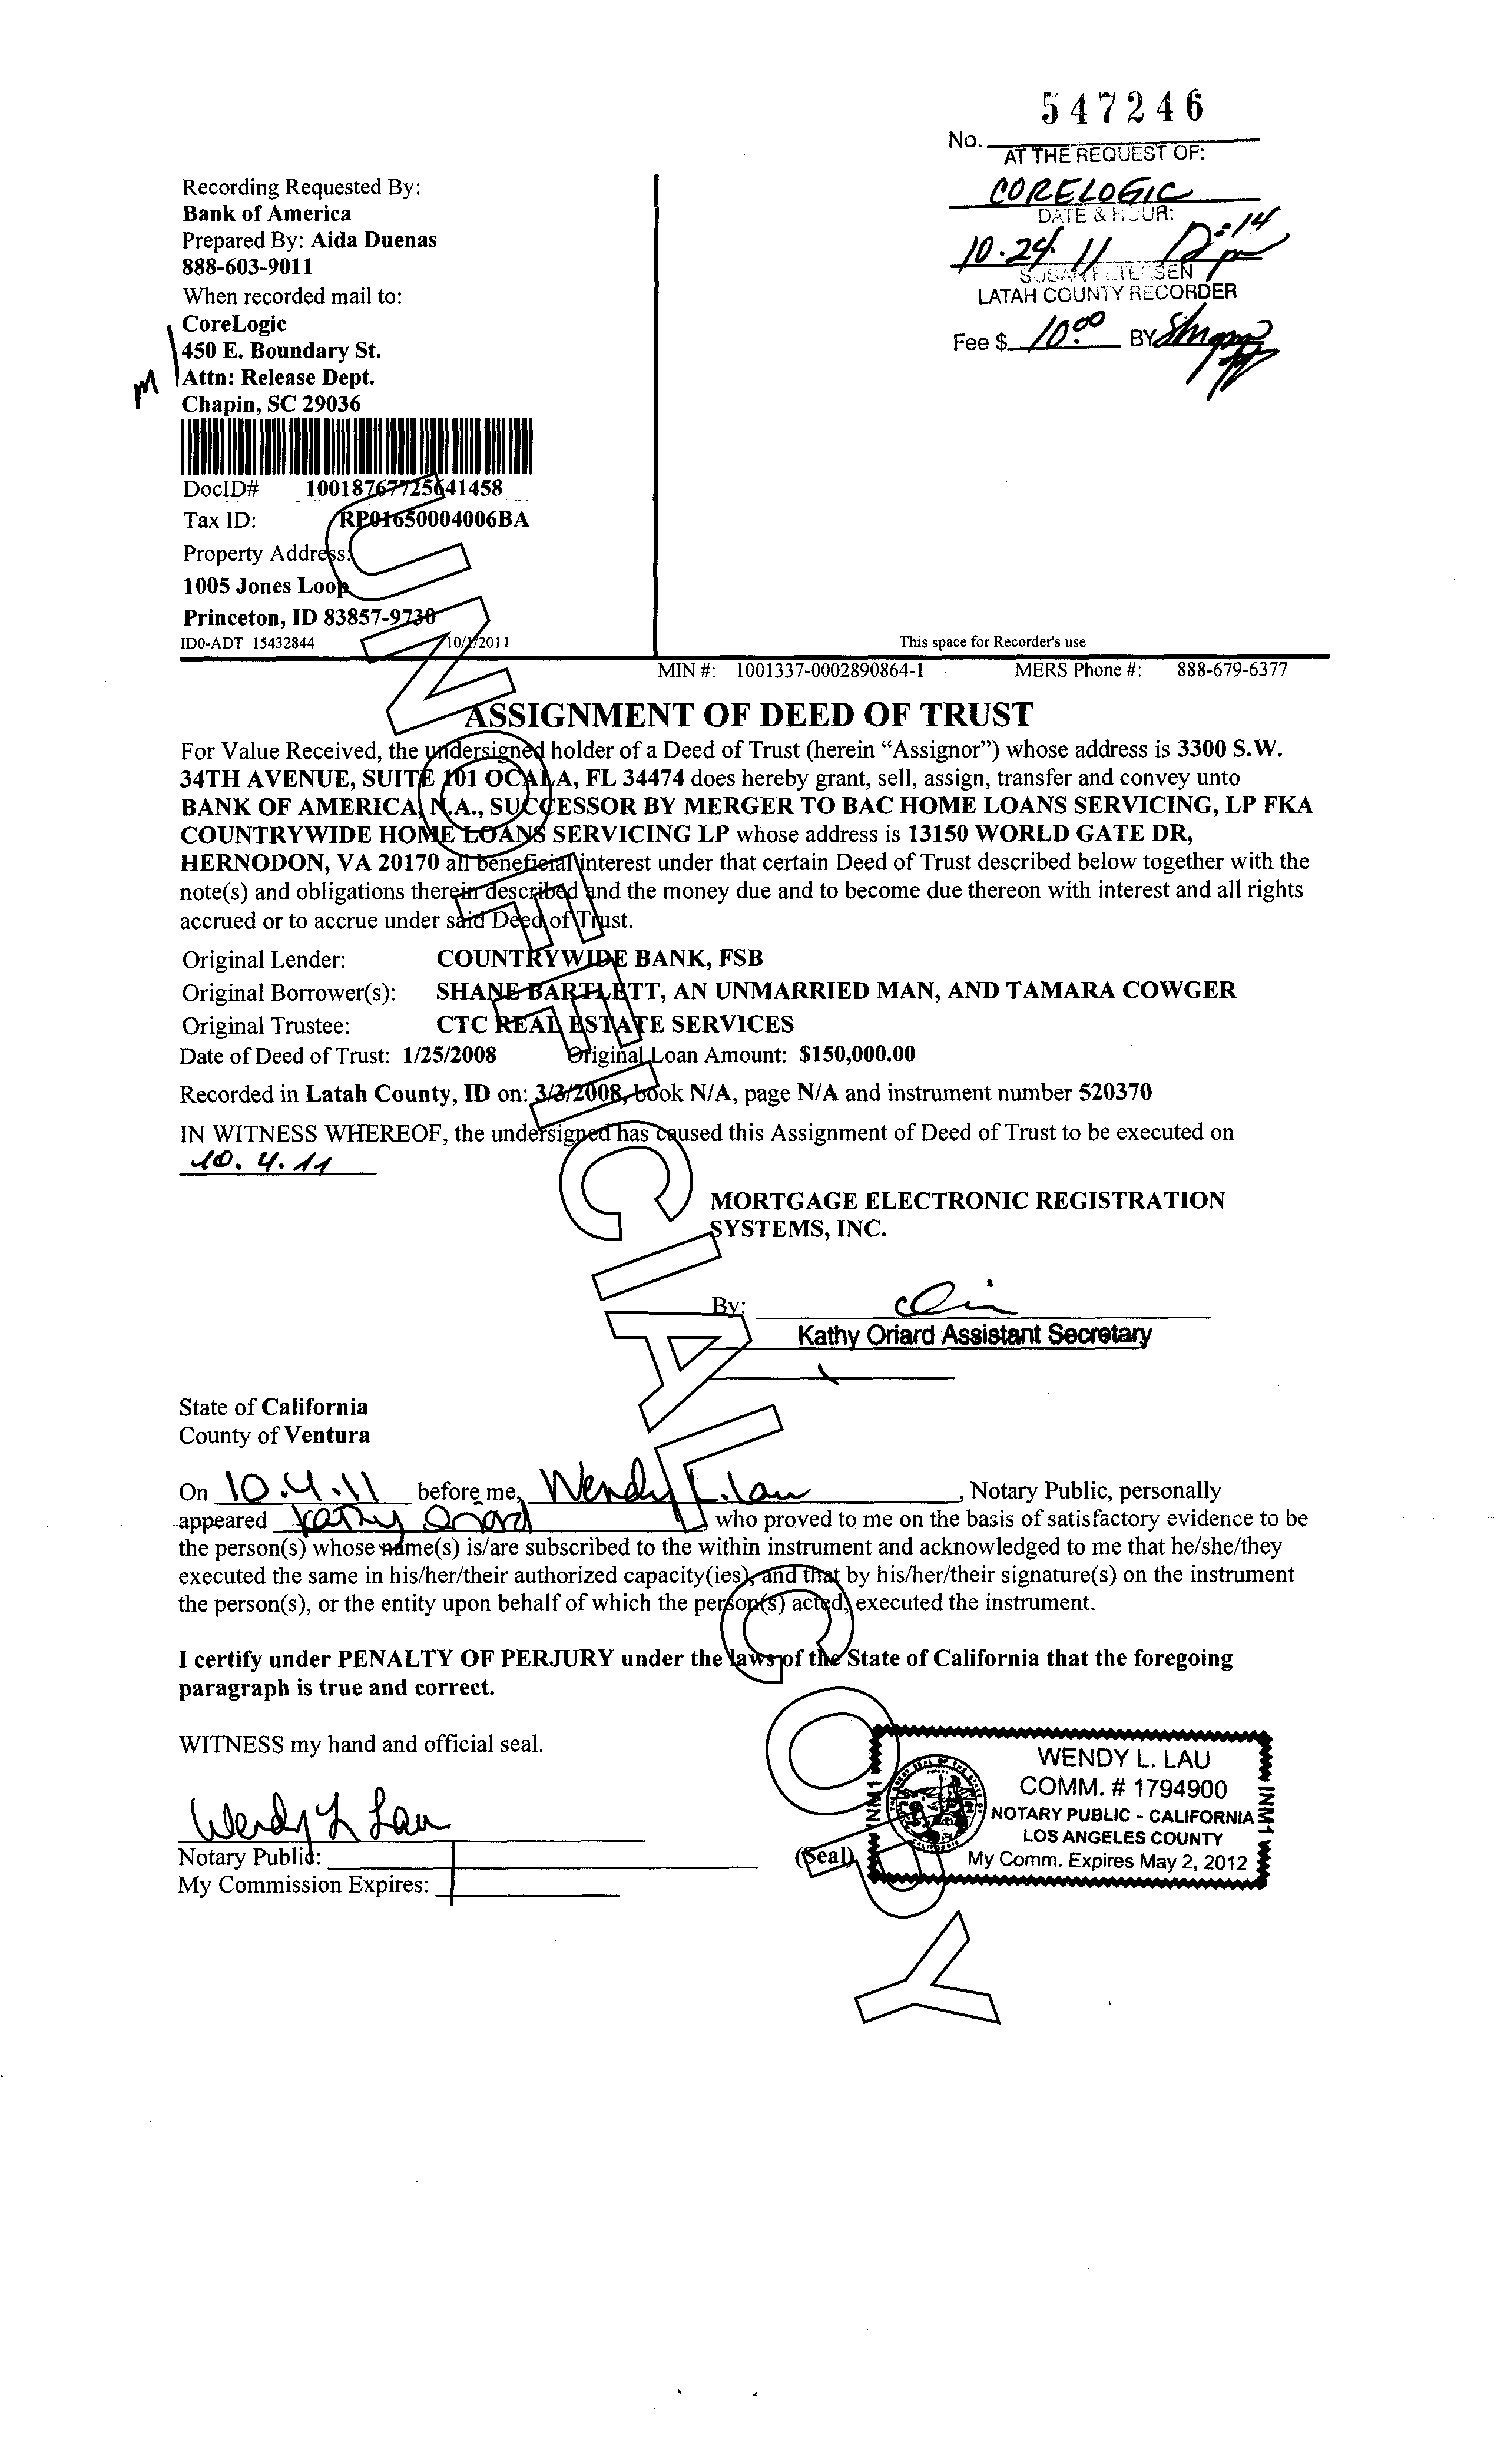 547246
No.
AT THE REQUEST OF:
CORELOGIC
DATE & HOUR:
10.24.11 12:14 pm
SUSAN PETERSEN
LATAH COUNTY RECORDER
Fee $ 10.00 BY
Recording Requested By:
Bank of America
Prepared By: Aida Duenas
888-603-9011
When recorded mail to:
CoreLogic
450 E. Boundary St.
Attn: Release Dept.
Chapin, SC 29036
M
DocID# 10018767725641458
Tax ID: RP01650004006BA
Property Address:
1005 Jones Loop
Princeton, ID 83857-9730
ID0-ADT 15432844 10/1/2011
This space for Recorder's use
MIN #: 1001337-0002890864-1 MERS Phone #: 888-679-6377
ASSIGNMENT OF DEED OF TRUST
For Value Received, the undersigned holder of a Deed of Trust (herein “Assignor”) whose address is 3300 S.W.
34TH AVENUE, SUITE 101 OCALA, FL 34474 does hereby grant, sell, assign, transfer and convey unto
BANK OF AMERICA, N.A., SUCCESSOR BY MERGER TO BAC HOME LOANS SERVICING, LP FKA
COUNTRYWIDE HOME LOANS SERVICING LP whose address is 13150 WORLD GATE DR,
HERNODON, VA 20170 all beneficial interest under that certain Deed of Trust described below together with the
note(s) and obligations therein described and the money due and to become due thereon with interest and all rights
accrued or to accrue under said Deed of Trust.
Original Lender: COUNTRYWIDE BANK, FSB
Original Borrower(s): SHANE BARTLETT, AN UNMARRIED MAN, AND TAMARA COWGER
Original Trustee: CTC REAL ESTATE SERVICES
Date of Deed of Trust: 1/25/2008 Original Loan Amount: $150,000.00
Recorded in Latah County, ID on: 3/3/2008, book N/A, page N/A and instrument number 520370
IN WITNESS WHEREOF, the undersigned has caused this Assignment of Deed of Trust to be executed on
10.4.11
MORTGAGE ELECTRONIC REGISTRATION
SYSTEMS, INC.
By:
Kathy Oriard Assistant Secretary
State of California
County of Ventura
On 10.4.11 before me, Wendy L. Lau, Notary Public, personally
appeared Kathy Oriard who proved to me on the basis of satisfactory evidence to be
the person(s) whose name(s) is/are subscribed to the within instrument and acknowledged to me that he/she/they
executed the same in his/her/their authorized capacity(ies), and that by his/her/their signature(s) on the instrument
the person(s), or the entity upon behalf of which the person(s) acted, executed the instrument.
I certify under PENALTY OF PERJURY under the laws of the State of California that the foregoing
paragraph is true and correct.
WITNESS my hand and official seal.
Wendy L Lau
Notary Public:
My Commission Expires:
(Seal)
WENDY L. LAU
COMM. # 1794900
NOTARY PUBLIC - CALIFORNIA
LOS ANGELES COUNTY
My Comm. Expires May 2, 2012
INM1
INM1
UNOFFICIAL COPY